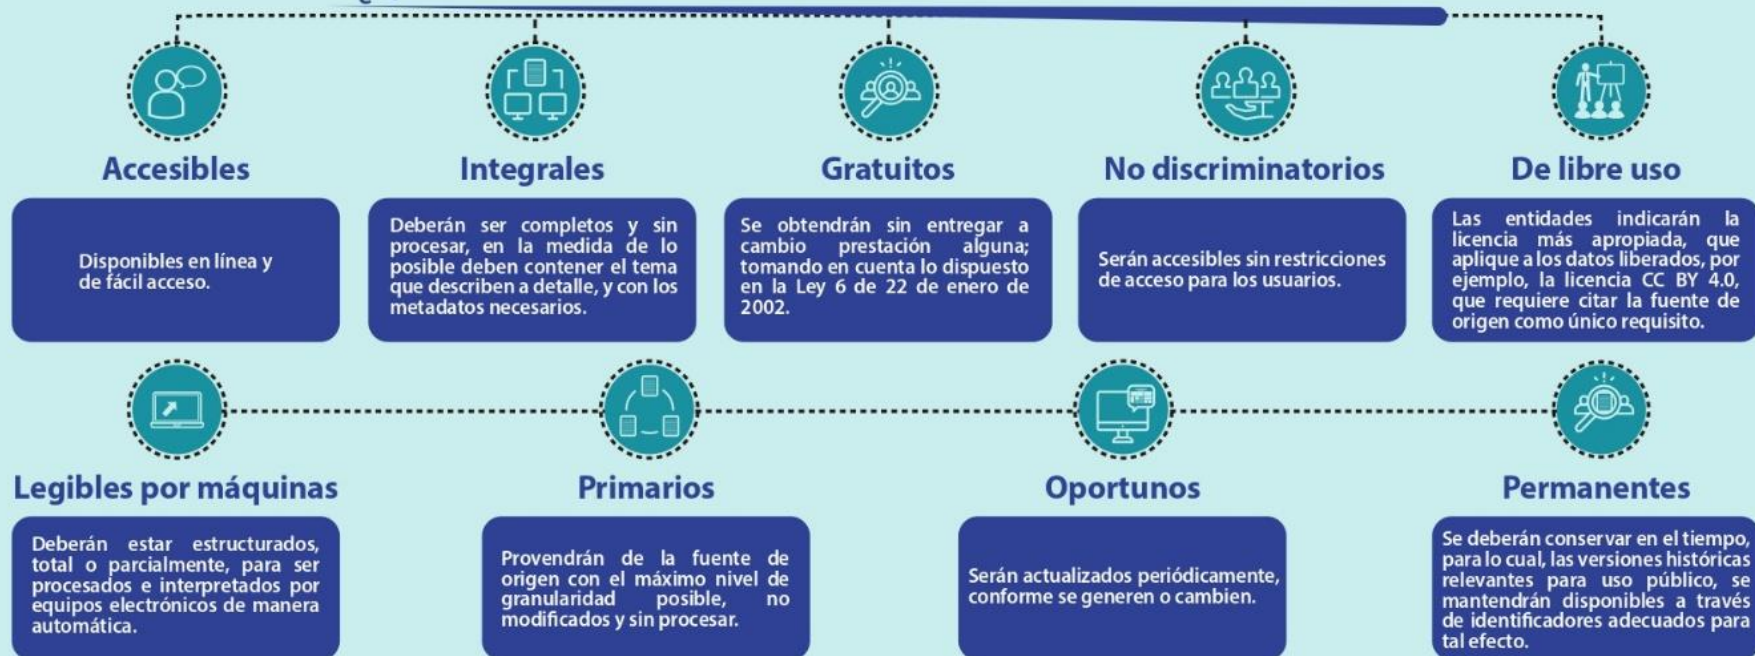 Accesibles
Disponibles en línea y
de fácil acceso.
Integrales
Deberán ser completos y sin
procesar, en la medida de lo
posible deben contener el tema
que describen a detalle, y con los
metadatos necesarios.
Gratuitos
Se obtendrán sin entregar a
cambio prestación alguna;
tomando en cuenta lo dispuesto
en la Ley 6 de 22 de enero de
2002.
No discriminatorios
Serán accesibles sin restricciones
de acceso para los usuarios.
De libre uso
Las entidades indicarán la
licencia más apropiada, que
aplique a los datos liberados, por
ejemplo, la licencia CC BY 4.0,
que requiere citar la fuente de
origen como único requisito.
Legibles por máquinas
Deberán estar estructurados,
total o parcialmente, para ser
procesados e interpretados por
equipos electrónicos de manera
automática.
Primarios
Provendrán de la fuente de
origen con el máximo nivel de
granularidad posible, no
modificados y sin procesar.
Oportunos
Serán actualizados periódicamente,
conforme se generen o cambien.
Permanentes
Se deberán conservar en el tiempo,
para lo cual, las versiones históricas
relevantes para uso público, se
mantendrán disponibles a través
de identificadores adecuados para
tal efecto.